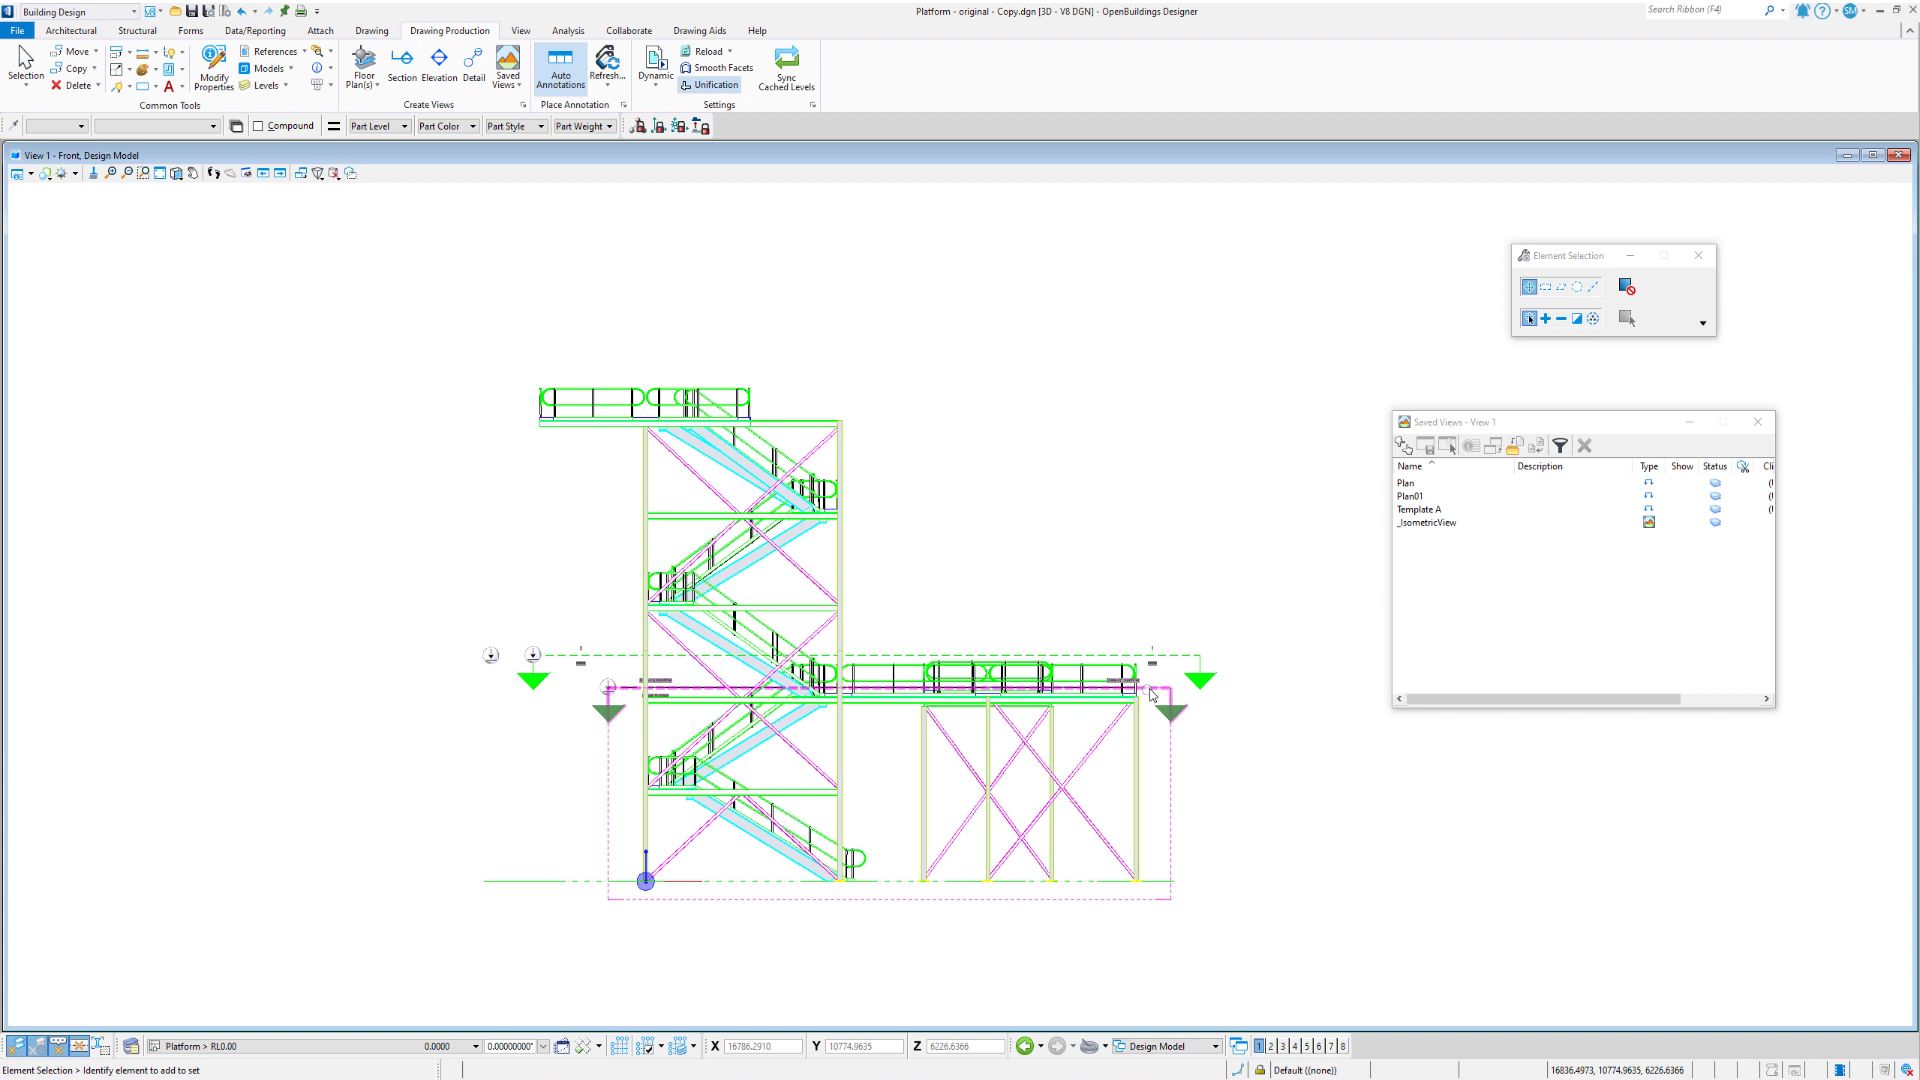 Building Design
Platform - original - Copy.dgn [3D - V8 DGN] - OpenBuildings Designer
Search Ribbon (F4)
SM
File
Architectural
Structural
Forms
Data/Reporting
Attach
Drawing
Drawing Production
View
Analysis
Collaborate
Drawing Aids
Help
Selection
Move
Copy
Delete
Modify Properties
References
Models
Levels
Common Tools
Floor Plan(s)
Section
Elevation
Detail
Saved Views
Create Views
Auto Annotations
Refresh...
Place Annotation
Dynamic
Reload
Smooth Facets
Unification
Sync Cached Levels
Settings
Compound
Part Level
Part Color
Part Style
Part Weight
View 1 - Front, Design Model
Element Selection
Saved Views - View 1
Name
Description
Type
Show
Status
Cli
Plan
Plan01
Template A
_IsometricView
Platform > RL0.00
0.0000
0.00000000°
X
16786.2910
Y
10774.9635
Z
6226.6366
Design Model
1 2 3 4 5 6 7 8
Element Selection > Identify element to add to set
Default ((none))
16836.4973, 10774.9635, 6226.6366